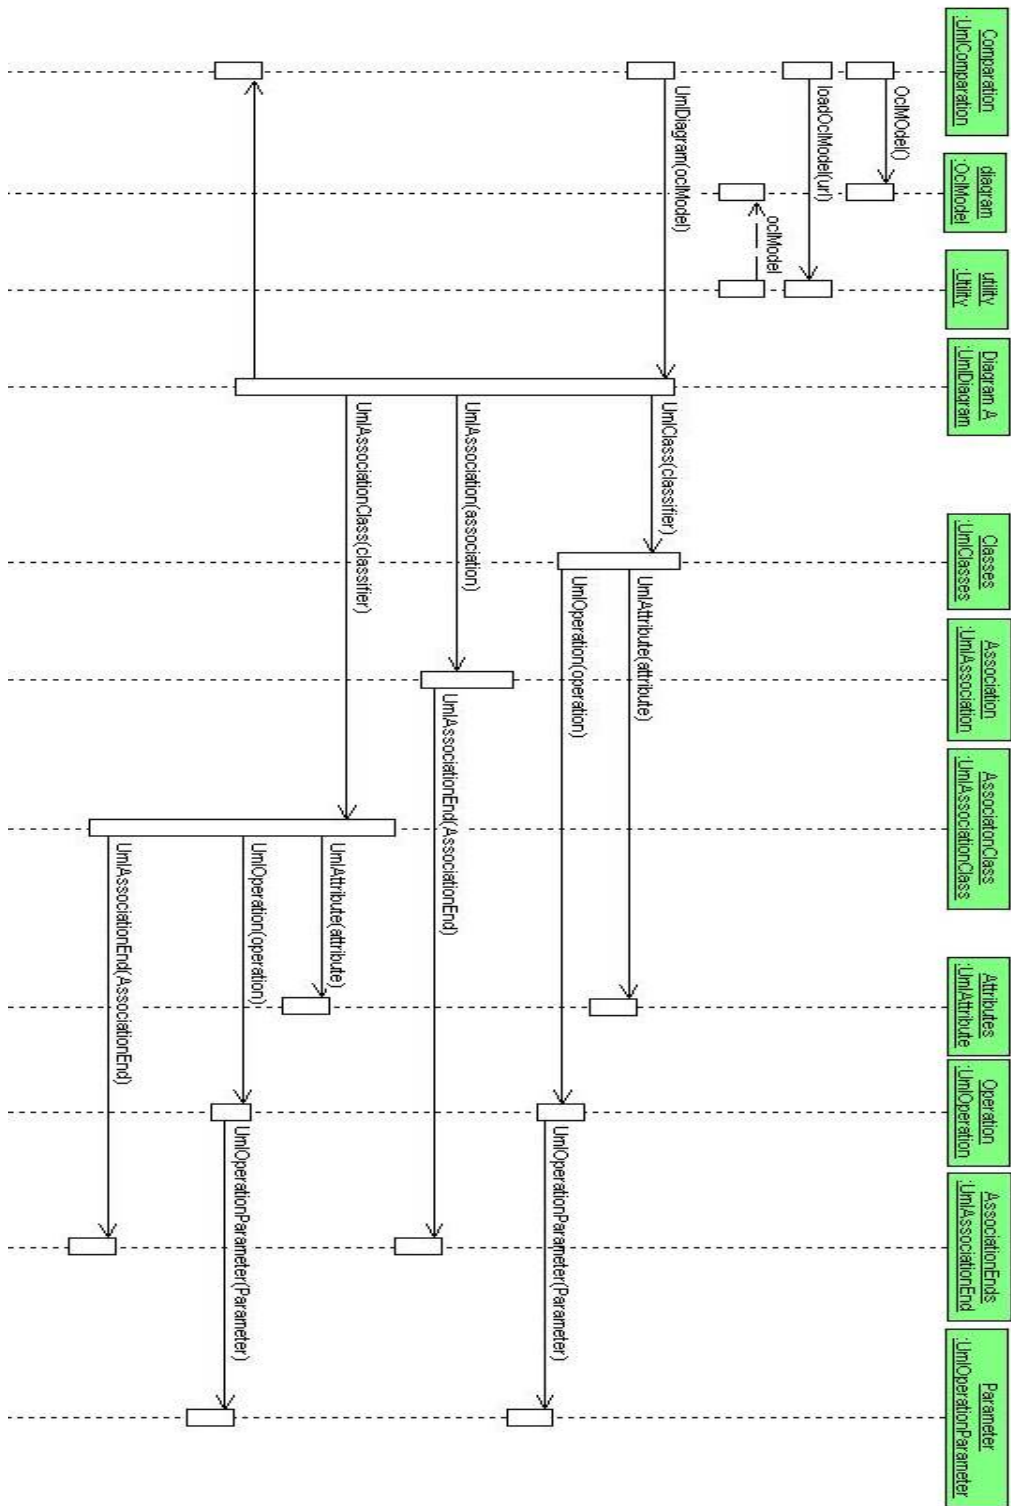 Comparation
:UmlComparation
diagram
:OclModel
utility
:Utility
Diagram A
:UmlDiagram
Classes
:UmlClasses
Association
:UmlAssociation
AssociatonClass
:UmlAssociationClass
Attributes
:UmlAttribute
Operation
:UmlOperation
AssociationEnds
:UmlAssociationEnd
Parameter
:UmlOperationParameter
OclMOdel()
loadOclModel(url)
oclModel
UmlDiagram(oclModel)
UmlClass(classifier)
UmlAttribute(attribute)
UmlOperation(operation)
UmlOperationParameter(Parameter)
UmlAssociation(association)
UmlAssociationEnd(AssociationEnd)
UmlAssociationClass(classifier)
UmlAttribute(attribute)
UmlOperation(operation)
UmlOperationParameter(Parameter)
UmlAssociationEnd(AssociationEnd)